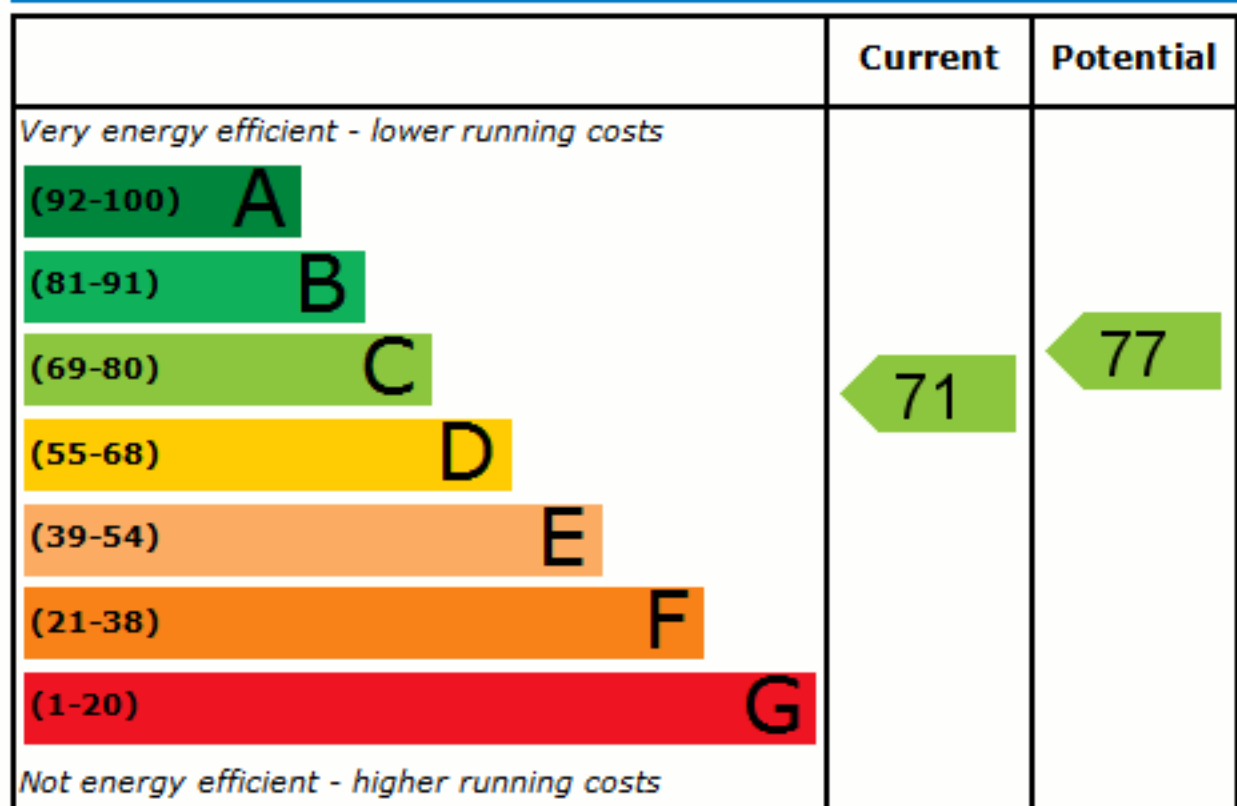 Current Potential
Very energy efficient - lower running costs
(92-100) A
(81-91) B
(69-80) C
77
71
(55-68) D
(39-54) E
(21-38) F
(1-20) G
Not energy efficient - higher running costs